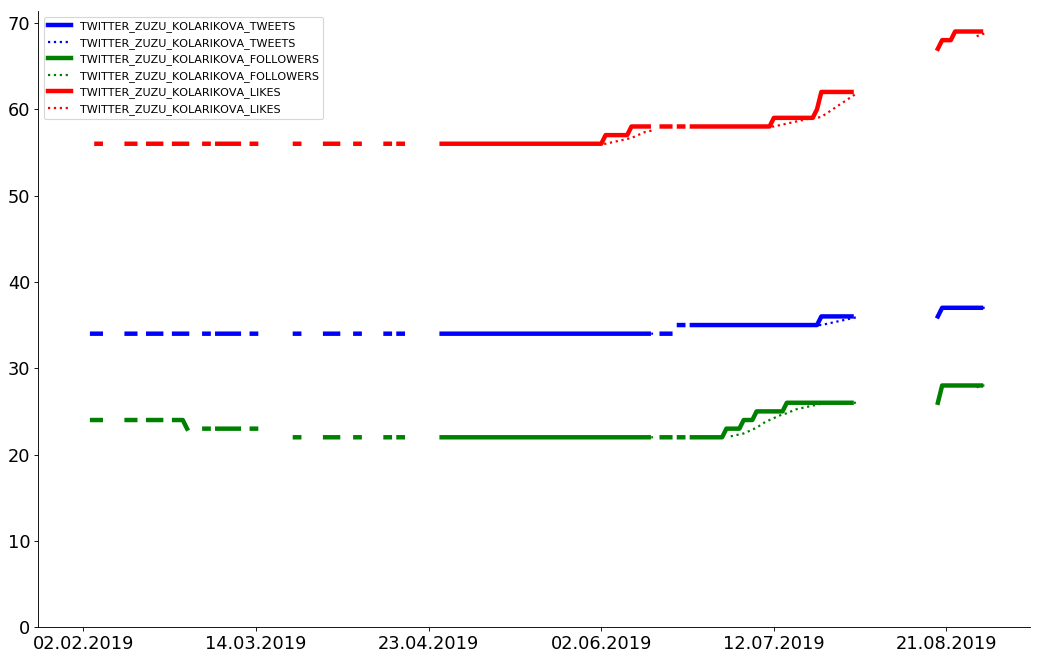 70
60
50
40
30
20
10
0
TWITTER_ZUZU_KOLARIKOVA_TWEETS
TWITTER_ZUZU_KOLARIKOVA_TWEETS
TWITTER_ZUZU_KOLARIKOVA_FOLLOWERS
TWITTER_ZUZU_KOLARIKOVA_FOLLOWERS
TWITTER_ZUZU_KOLARIKOVA_LIKES
TWITTER_ZUZU_KOLARIKOVA_LIKES
02.02.2019 14.03.2019 23.04.2019 02.06.2019 12.07.2019 21.08.2019